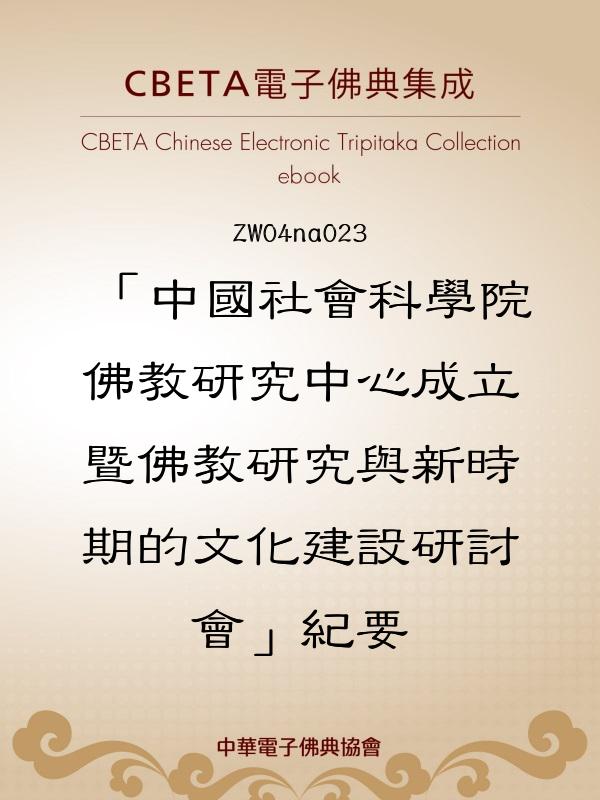 CBETA電子佛典集成
CBETA Chinese Electronic Tripitaka Collection
ebook
ZW04na023
「中國社會科學院
佛教研究中心成立
暨佛教研究與新時
期的文化建設研討
會」紀要
中華電子佛典協會